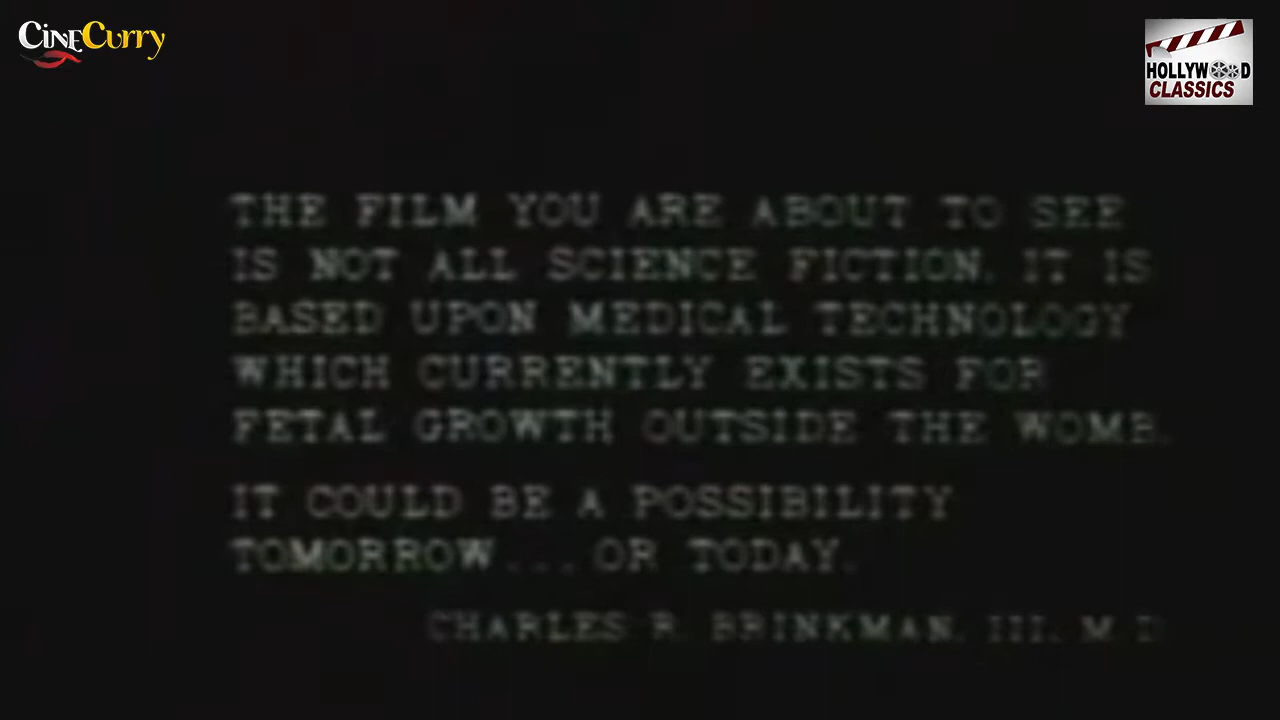 CINECURRY
HOLLYWOOD
CLASSICS
THE FILM YOU ARE ABOUT TO SEE
IS NOT ALL SCIENCE FICTION. IT IS
BASED UPON MEDICAL TECHNOLOGY
WHICH CURRENTLY EXISTS FOR
FETAL GROWTH OUTSIDE THE WOMB.
IT COULD BE A POSSIBILITY
TOMORROW...OR TODAY.
CHARLES R. BRINKMAN, III, M.D.